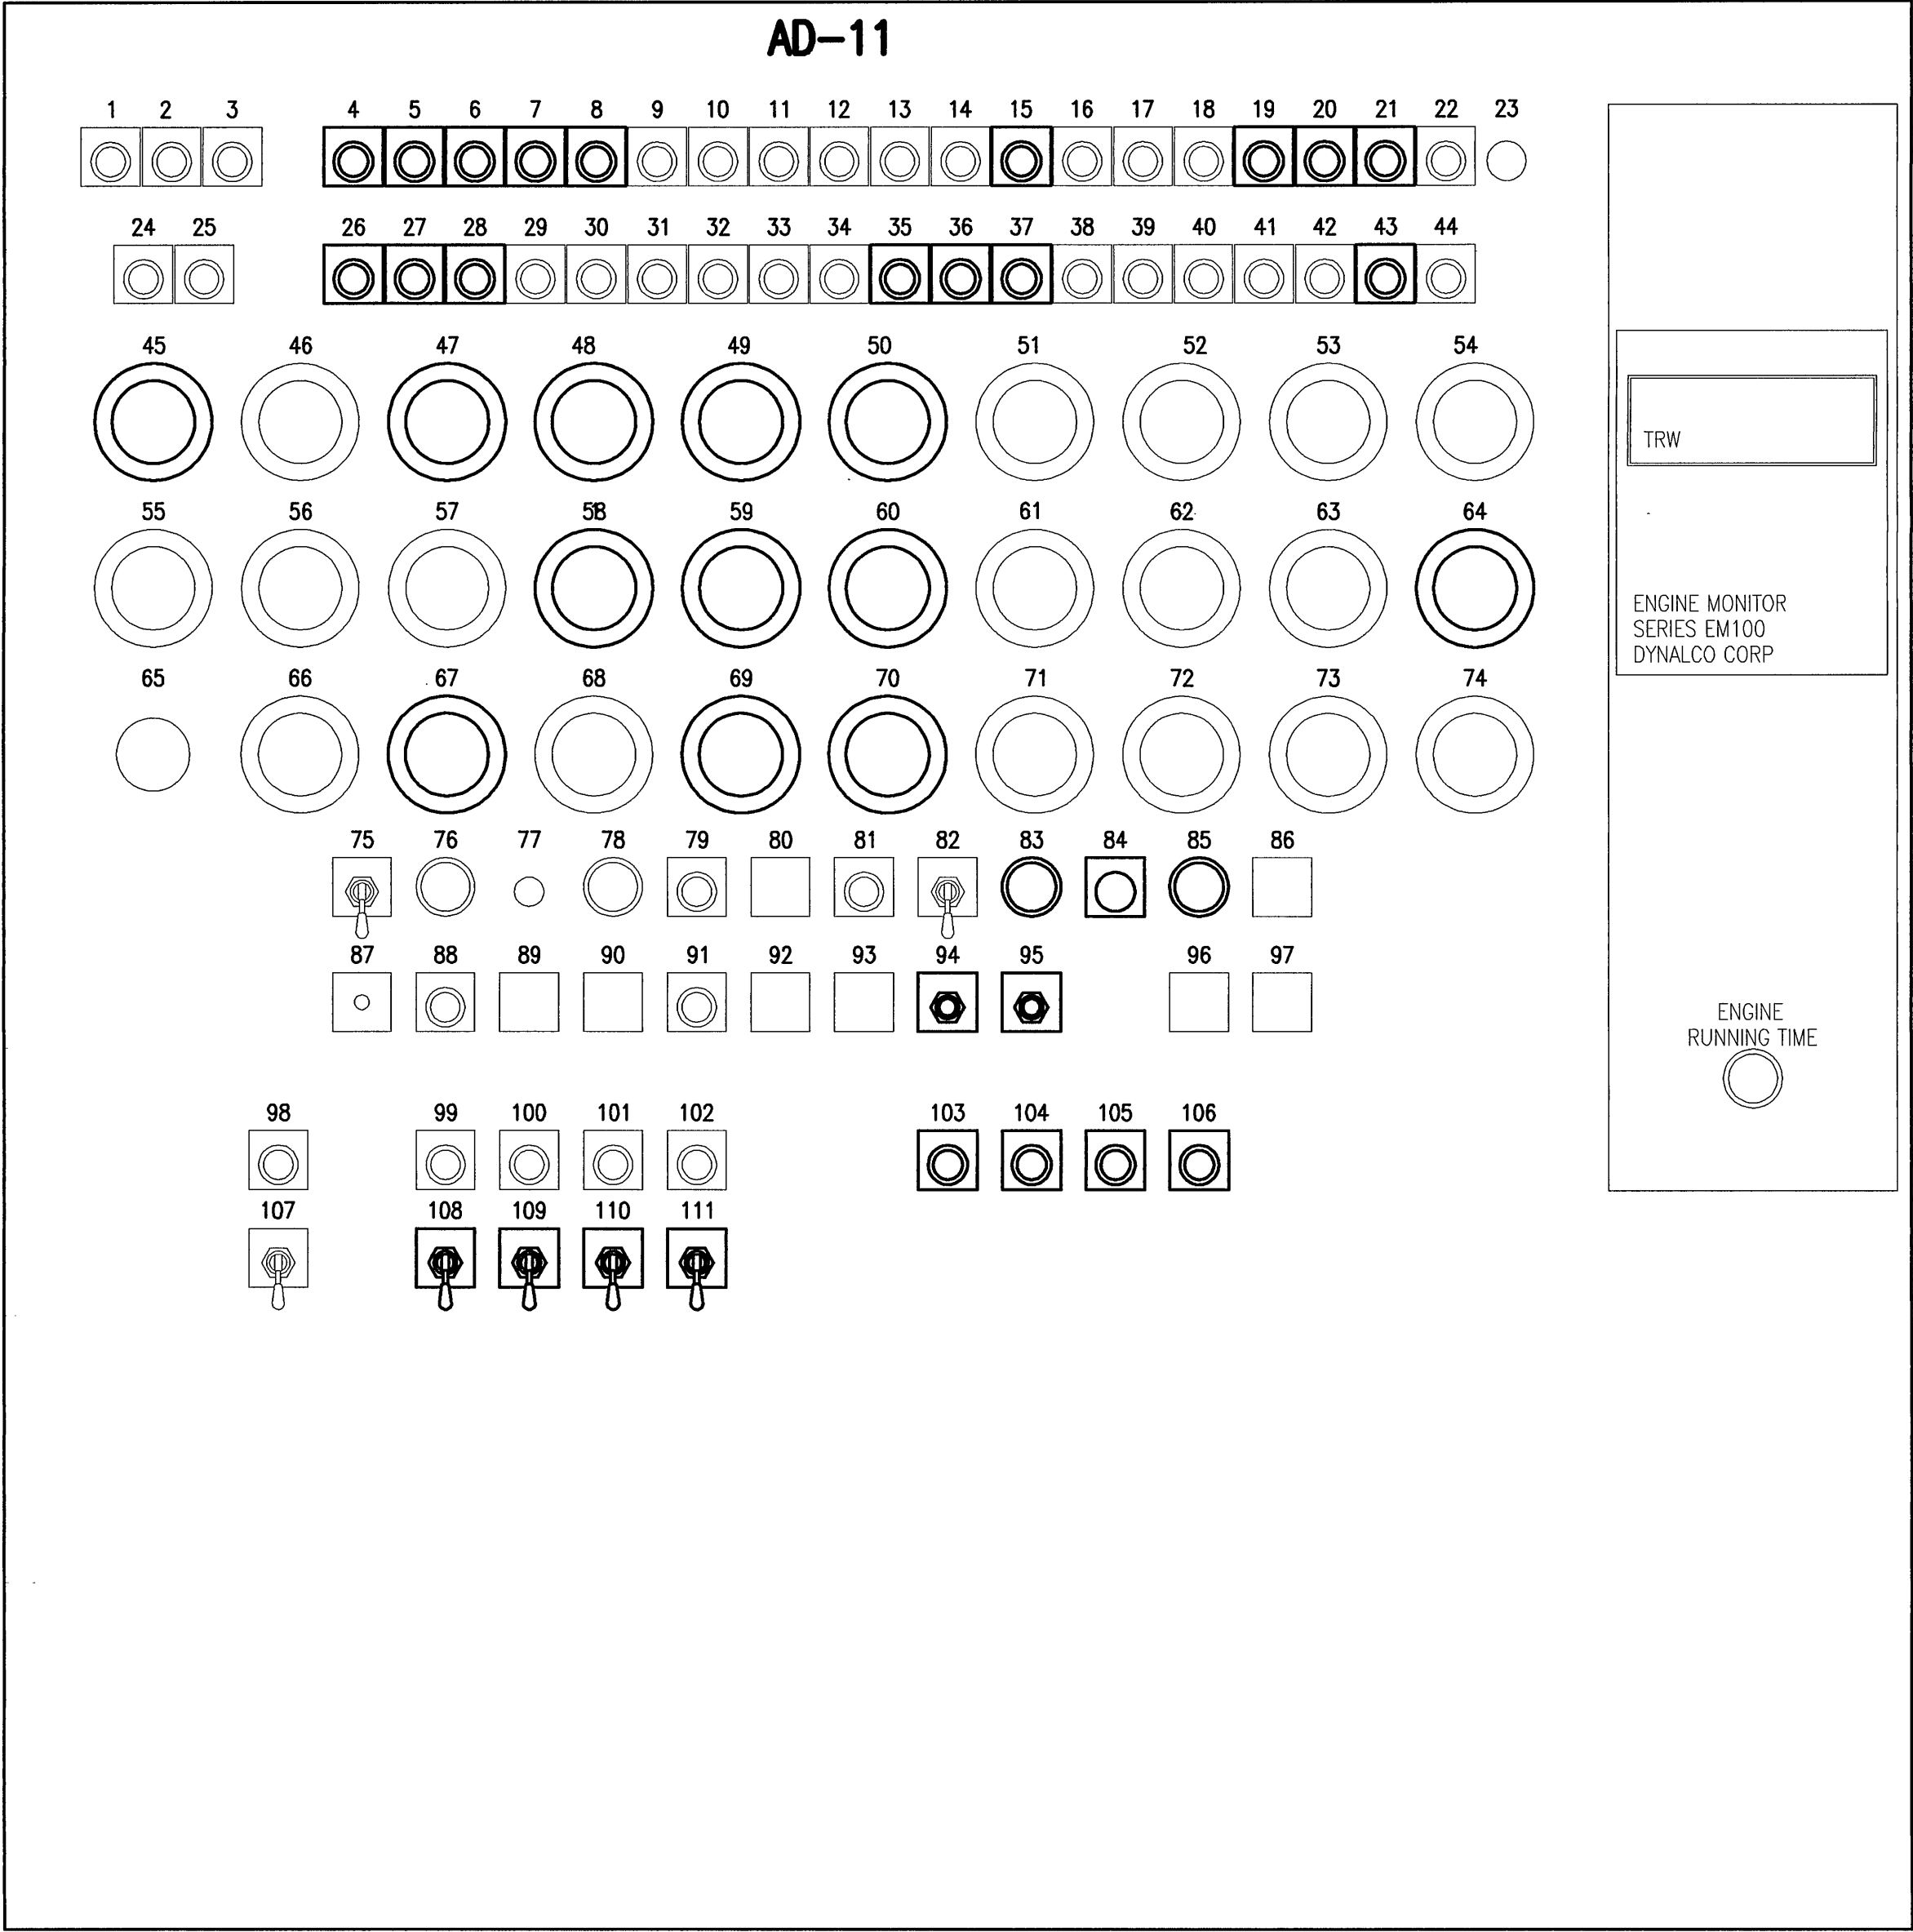 AD-11
1 2 3 4 5 6 7 8 9 10 11 12 13 14 15 16 17 18 19 20 21 22 23
24 25 26 27 28 29 30 31 32 33 34 35 36 37 38 39 40 41 42 43 44
45 46 47 48 49 50 51 52 53 54
TRW
55 56 57 58 59 60 61 62 63 64
ENGINE MONITOR
SERIES EM100
DYNALCO CORP
65 66 67 68 69 70 71 72 73 74
75 76 77 78 79 80 81 82 83 84 85 86
87 88 89 90 91 92 93 94 95 96 97
ENGINE
RUNNING TIME
98 99 100 101 102 103 104 105 106
107 108 109 110 111